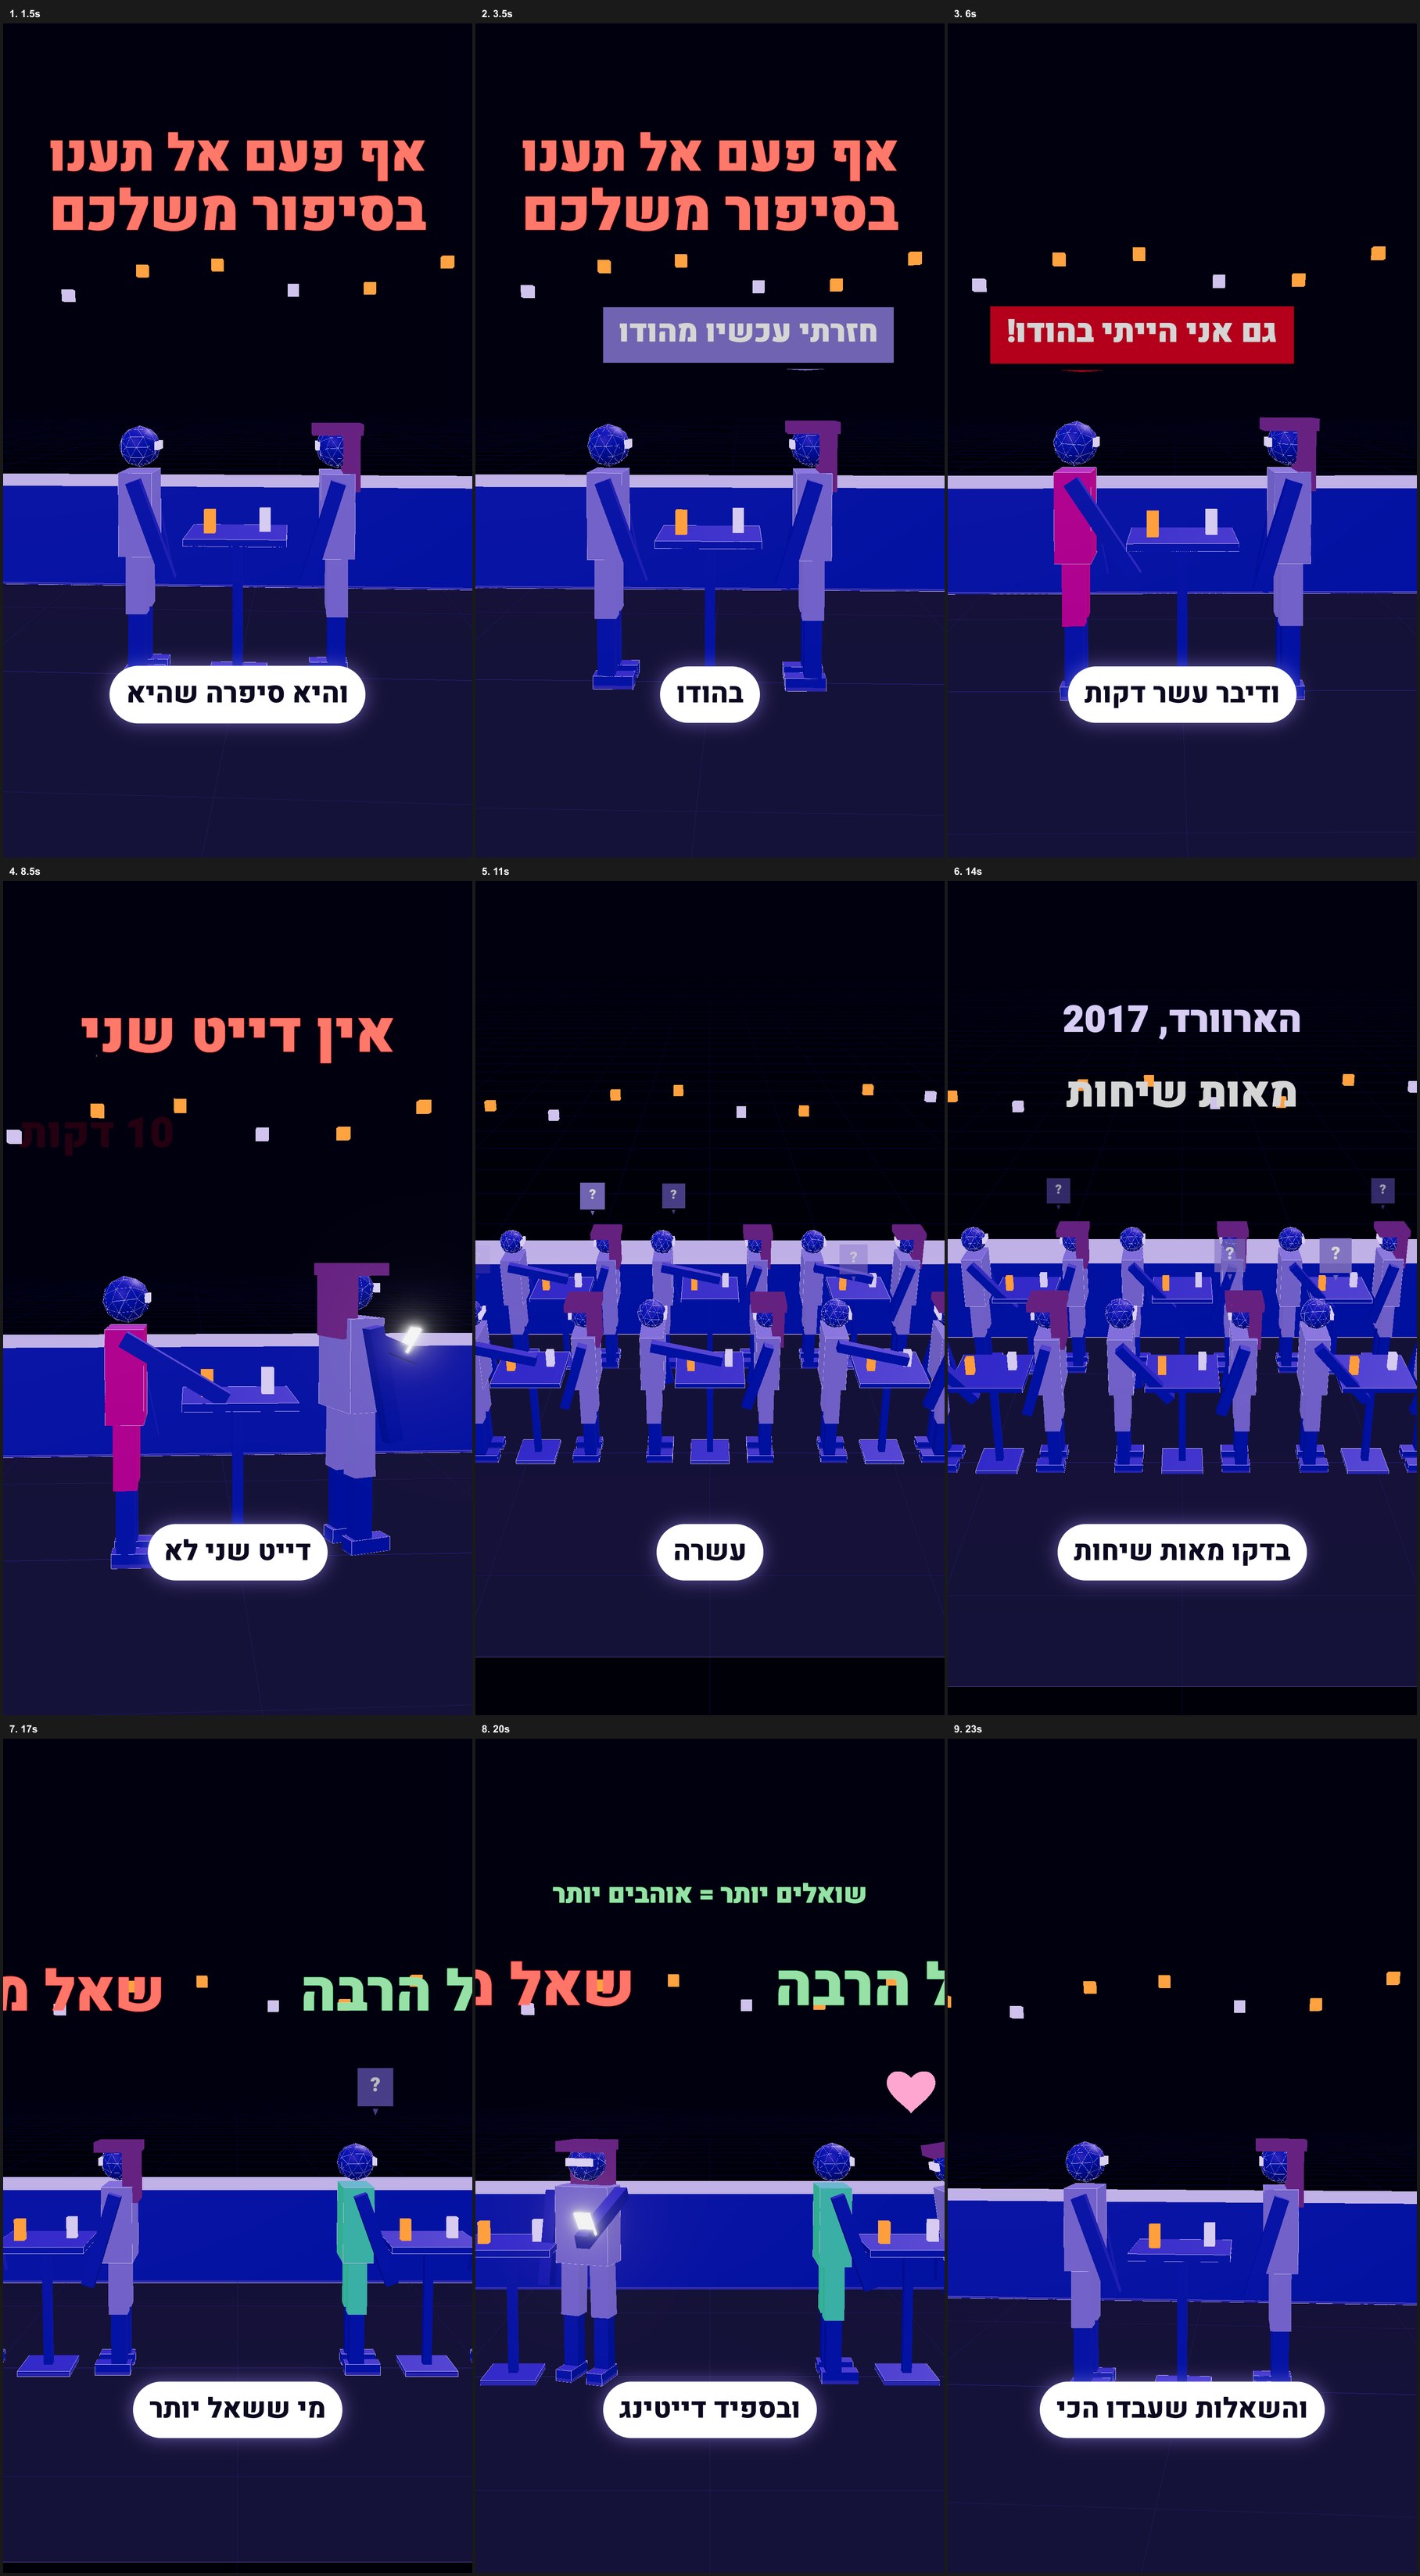 1. 1.5s
אף פעם אל תענו
בסיפור משלכם
והיא סיפרה שהיא
2. 3.5s
אף פעם אל תענו
בסיפור משלכם
חזרתי עכשיו מהודו
בהודו
3. 6s
גם אני הייתי בהודו!
ודיבר עשר דקות
4. 8.5s
אין דייט שני
10 דקות
דייט שני לא
5. 11s
?
?
?
עשרה
6. 14s
הארוורד, 2017
מאות שיחות
?
?
?
?
בדקו מאות שיחות
7. 17s
שאל מ
ל הרבה
?
מי ששאל יותר
8. 20s
שואלים יותר = אוהבים יותר
שאל מ
ל הרבה
ובספיד דייטינג
9. 23s
והשאלות שעבדו הכי